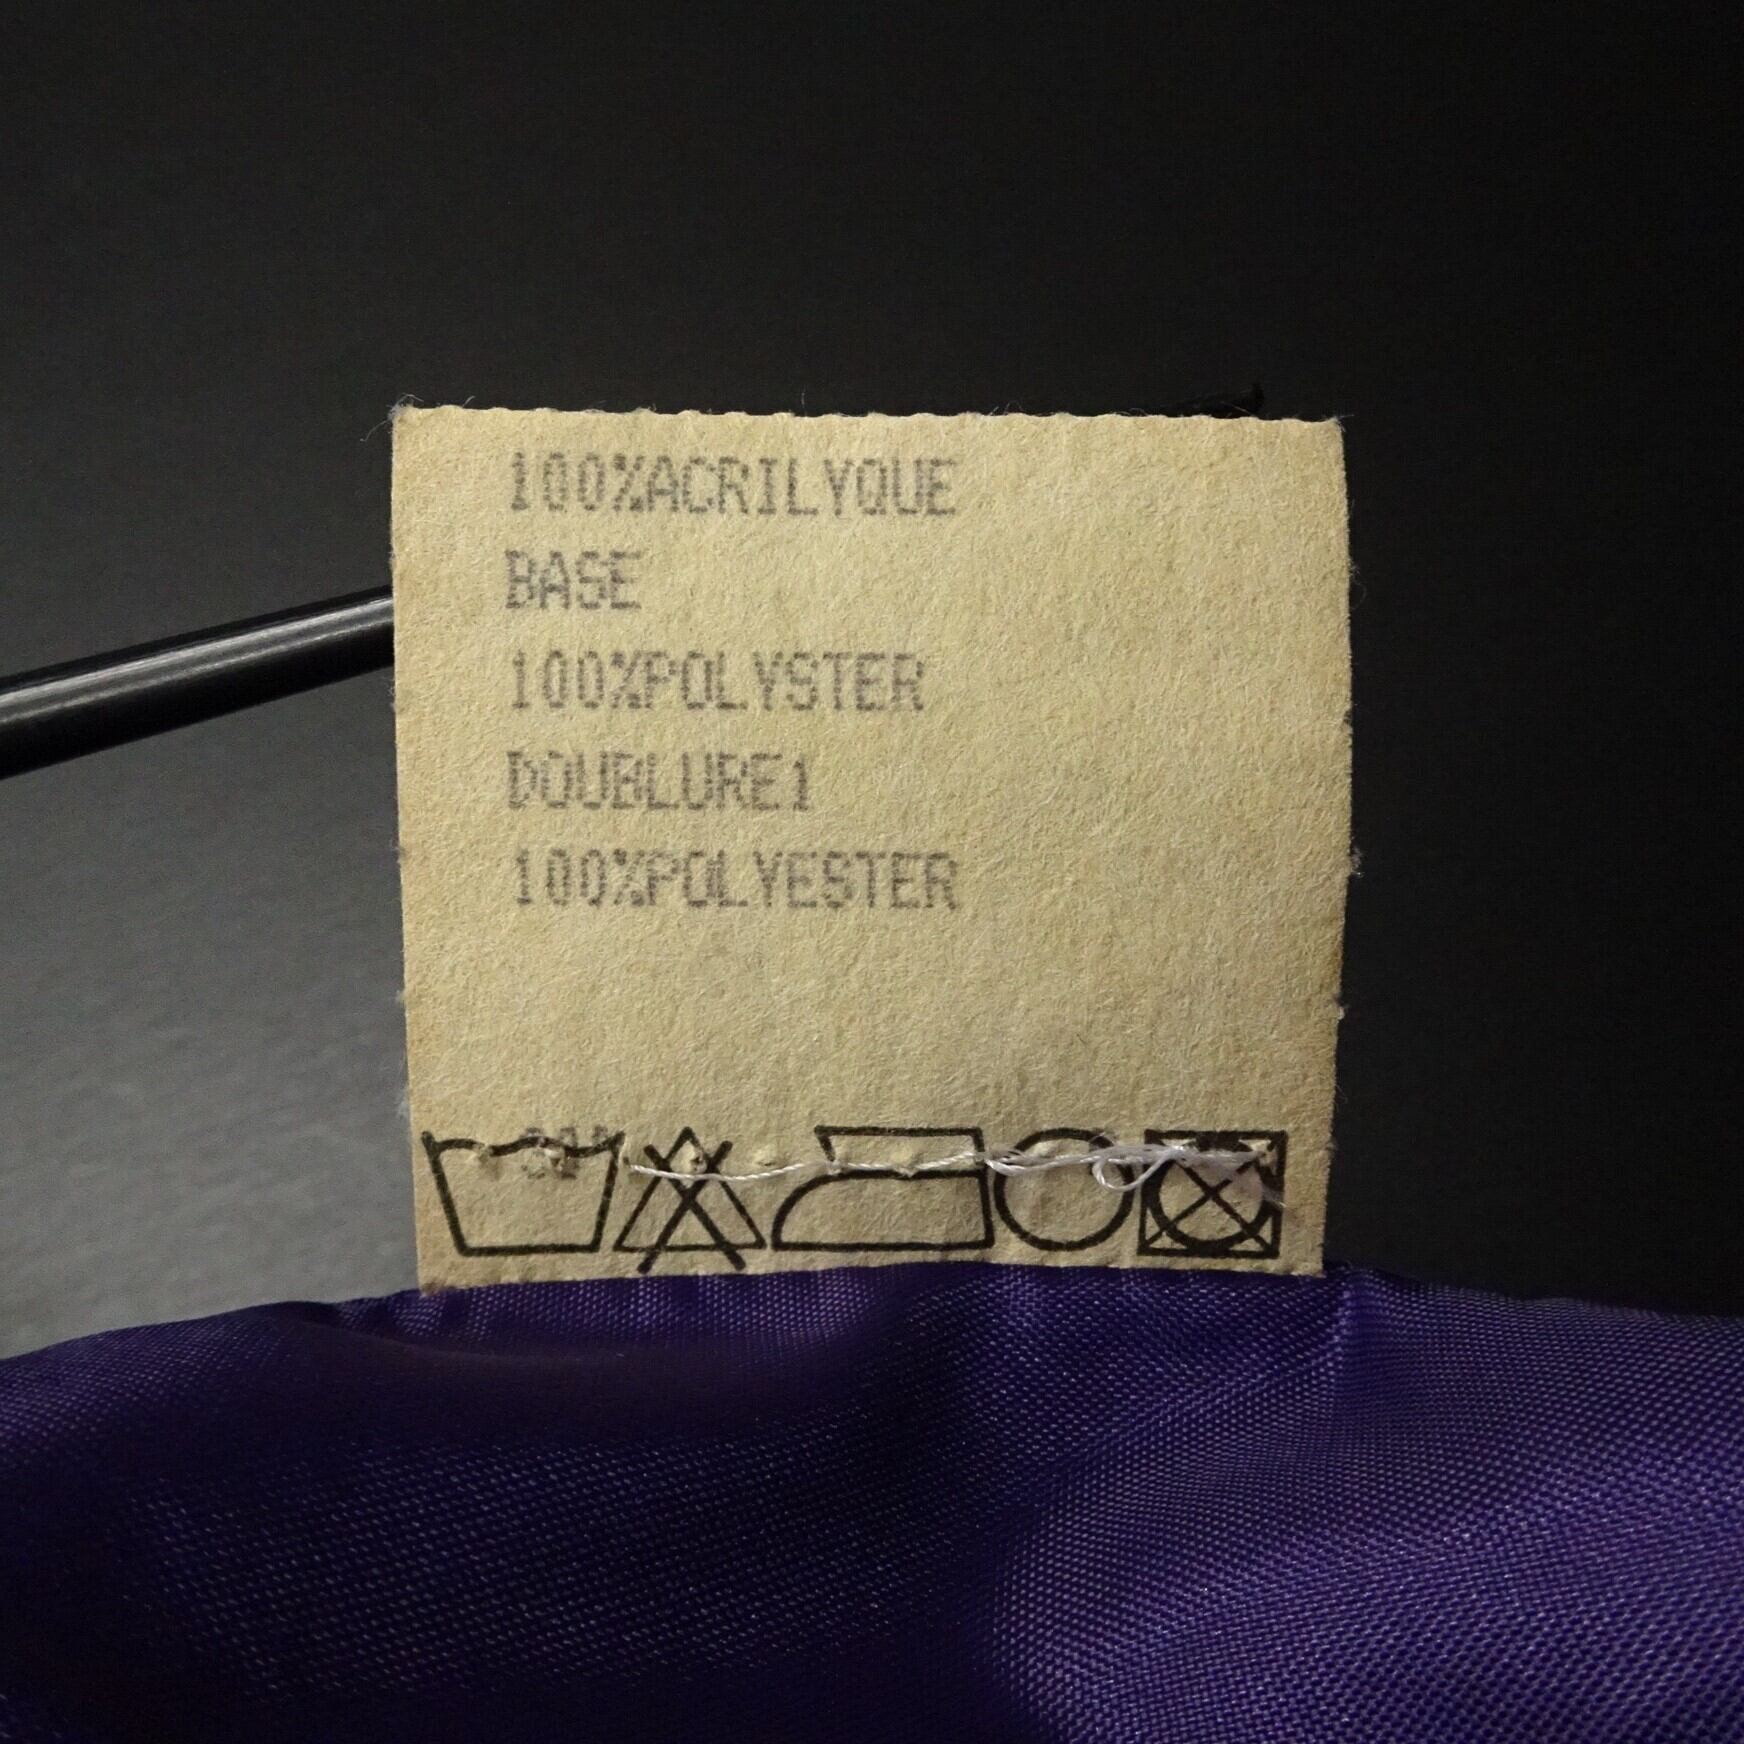 100%ACRILYQUE
BASE
100%POLYSTER
DOUBLURE1
100%POLYESTER